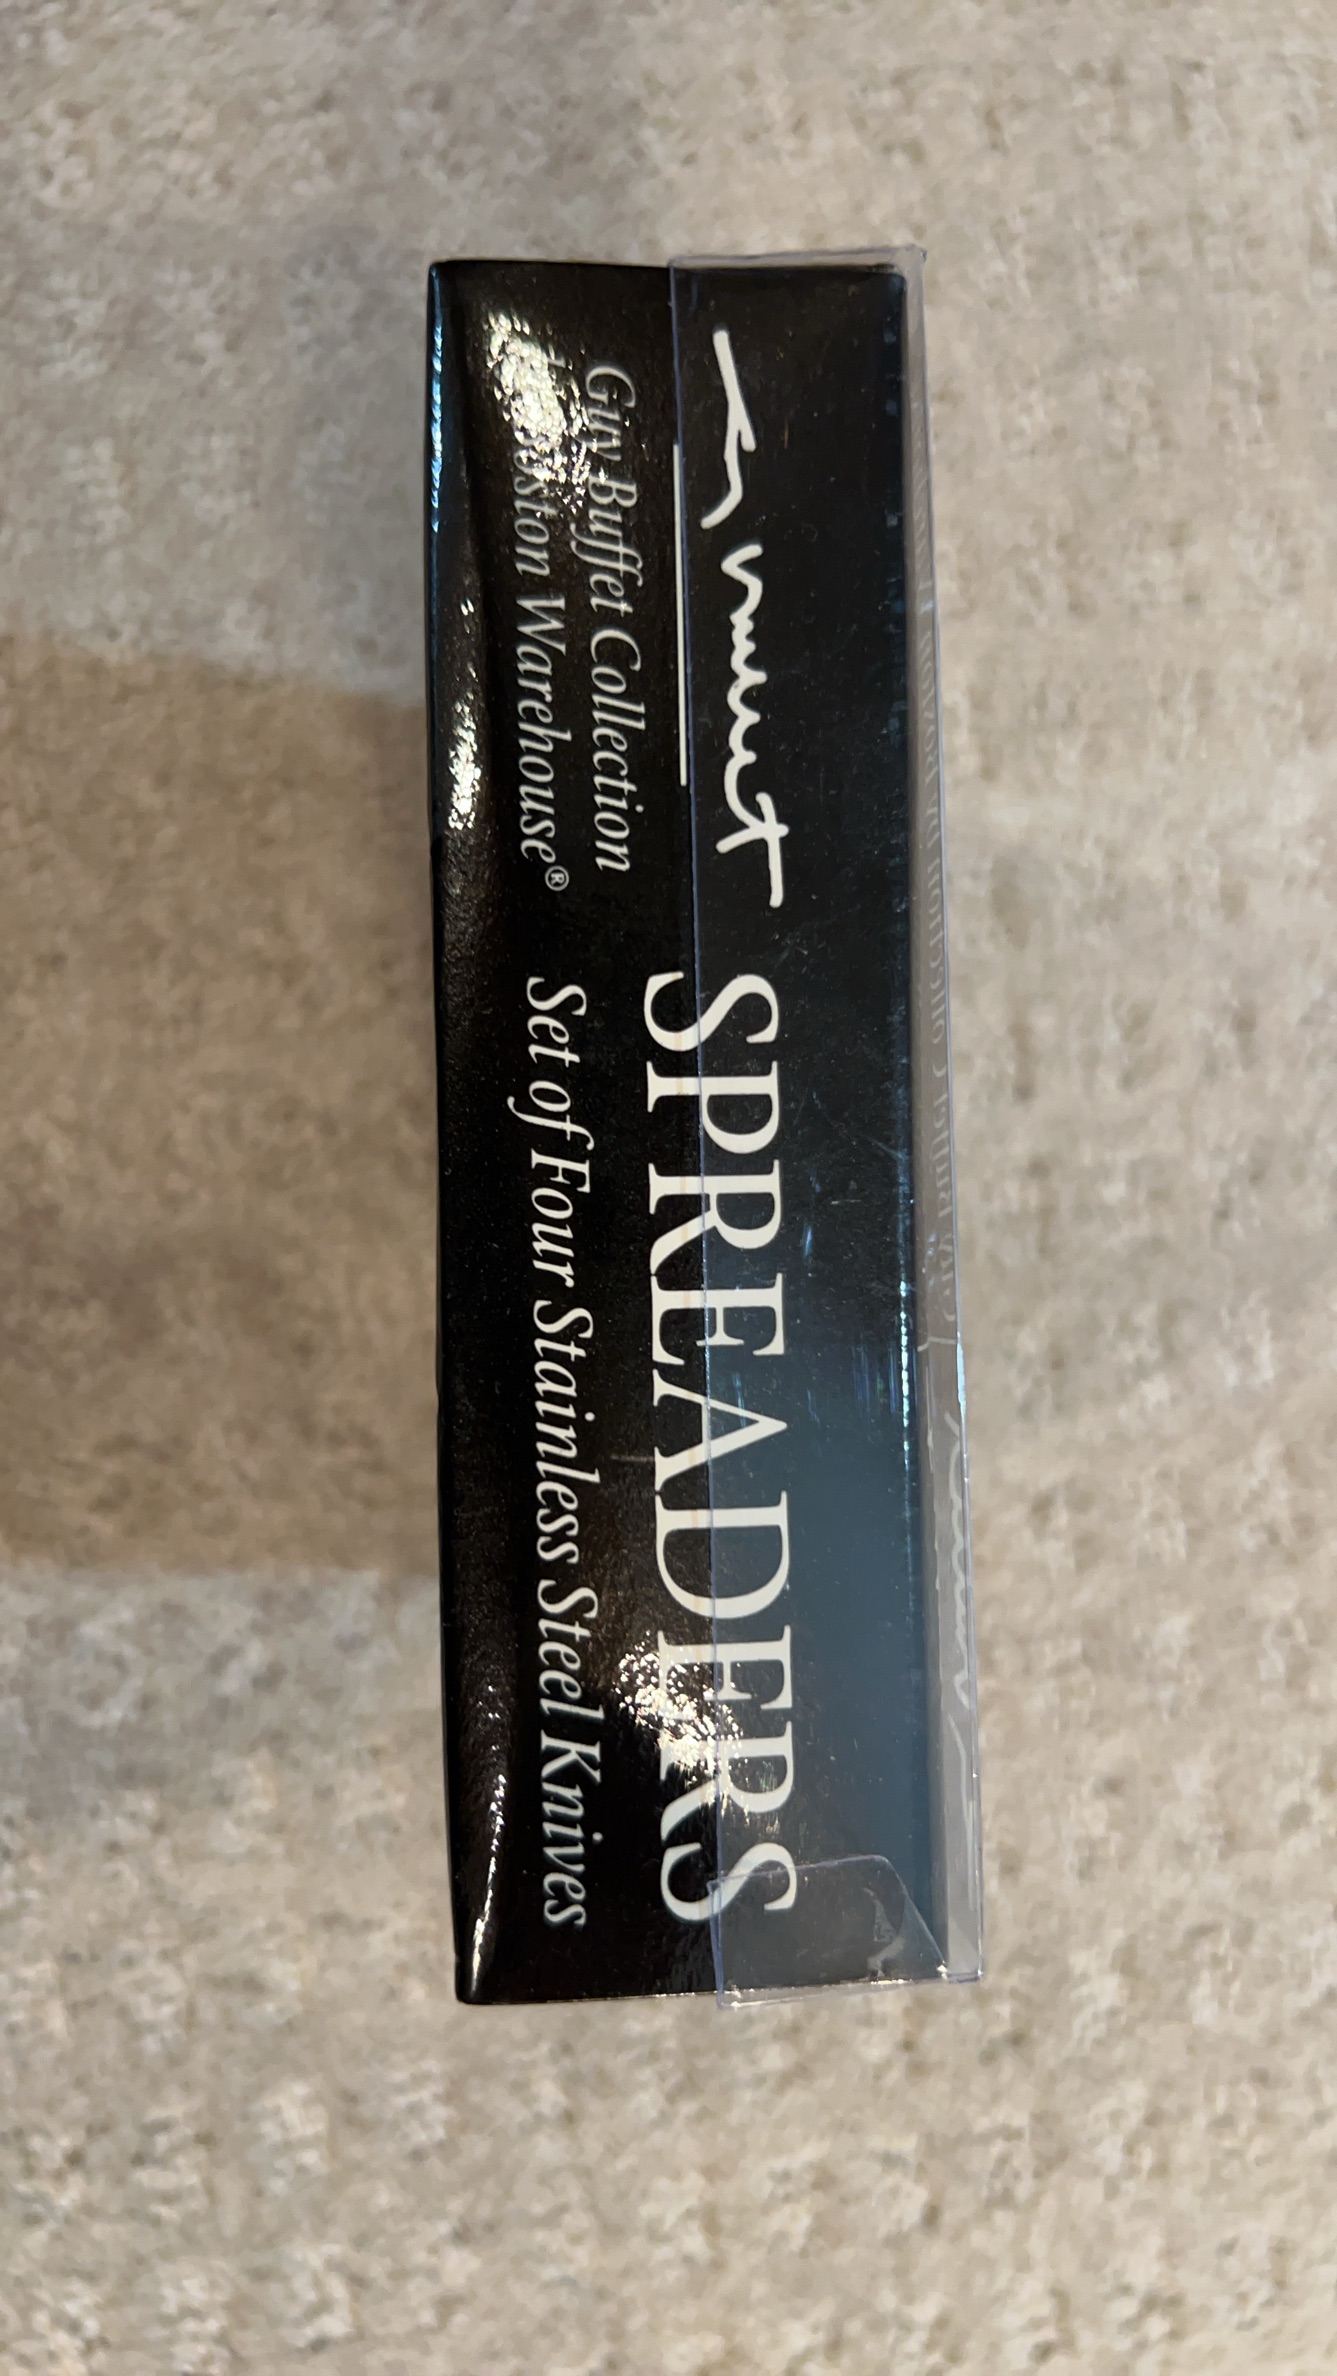 SPREADERS
Set of Four Stainless Steel Knives
Guy Buffet Collection
Boston Warehouse®